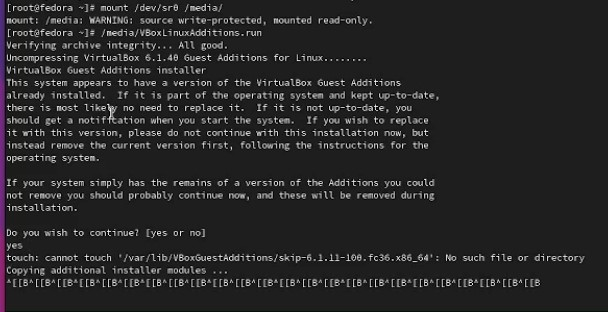 [root@fedora ~]# mount /dev/sr0 /media/
mount: /media: WARNING: source write-protected, mounted read-only.
[root@fedora ~]# /media/VBoxLinuxAdditions.run
Verifying archive integrity... All good.
Uncompressing VirtualBox 6.1.40 Guest Additions for Linux........
VirtualBox Guest Additions installer
This system appears to have a version of the VirtualBox Guest Additions
already installed.  If it is part of the operating system and kept up-to-date,
there is most likely no need to replace it.  If it is not up-to-date, you
should get a notification when you start the system.  If you wish to replace
it with this version, please do not continue with this installation now, but
instead remove the current version first, following the instructions for the
operating system.

If your system simply has the remains of a version of the Additions you could
not remove you should probably continue now, and these will be removed during
installation.

Do you wish to continue? [yes or no]
yes
touch: cannot touch '/var/lib/VBoxGuestAdditions/skip-6.1.11-100.fc36.x86_64': No such file or directory
Copying additional installer modules ...
^[[B^[[B^[[B^[[B^[[B^[[B^[[B^[[B^[[B^[[B^[[B^[[B^[[B^[[B^[[B^[[B^[[B^[[B^[[B^[[B^[[B^[[B